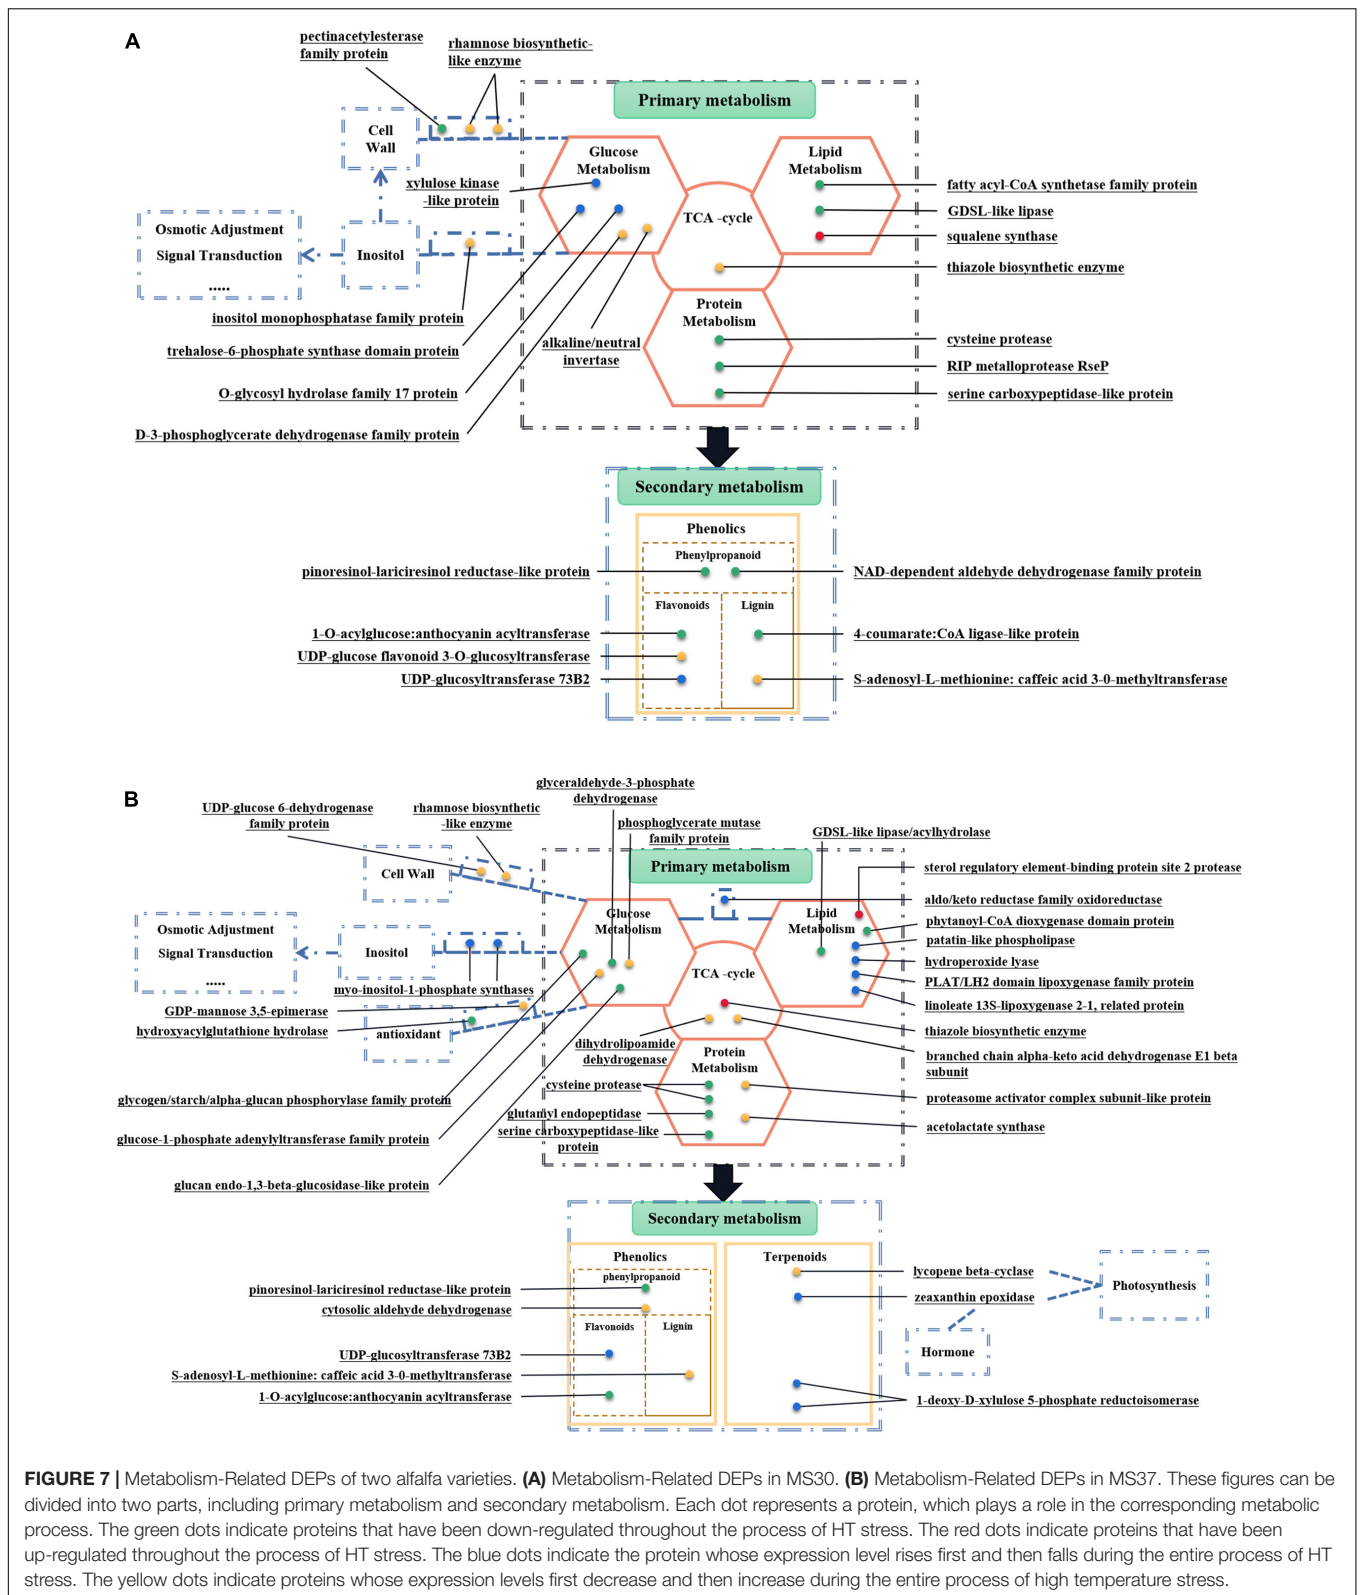 A
pectinacetylesterase
family protein
rhamnose biosynthetic-
like enzyme
Primary metabolism
Cell
Wall
Glucose
Metabolism
Lipid
Metabolism
xylulose kinase
-like protein
fatty acyl-CoA synthetase family protein
GDSL-like lipase
TCA -cycle
Osmotic Adjustment
Signal Transduction
.....
Inositol
squalene synthase
thiazole biosynthetic enzyme
Protein
Metabolism
inositol monophosphatase family protein
alkaline/neutral
invertase
cysteine protease
trehalose-6-phosphate synthase domain protein
RIP metalloprotease RseP
O-glycosyl hydrolase family 17 protein
serine carboxypeptidase-like protein
D-3-phosphoglycerate dehydrogenase family protein
Secondary metabolism
Phenolics
Phenylpropanoid
pinoresinol-lariciresinol reductase-like protein
NAD-dependent aldehyde dehydrogenase family protein
Flavonoids
Lignin
1-O-acylglucose:anthocyanin acyltransferase
4-coumarate:CoA ligase-like protein
UDP-glucose flavonoid 3-O-glucosyltransferase
UDP-glucosyltransferase 73B2
S-adenosyl-L-methionine: caffeic acid 3-0-methyltransferase
B
glyceraldehyde-3-phosphate
dehydrogenase
UDP-glucose 6-dehydrogenase
family protein
rhamnose biosynthetic
-like enzyme
phosphoglycerate mutase
family protein
GDSL-like lipase/acylhydrolase
Primary metabolism
Cell Wall
sterol regulatory element-binding protein site 2 protease
aldo/keto reductase family oxidoreductase
Glucose
Metabolism
Lipid
Metabolism
phytanoyl-CoA dioxygenase domain protein
patatin-like phospholipase
hydroperoxide lyase
PLAT/LH2 domain lipoxygenase family protein
linoleate 13S-lipoxygenase 2-1, related protein
Osmotic Adjustment
Signal Transduction
.....
Inositol
TCA -cycle
myo-inositol-1-phosphate synthases
GDP-mannose 3,5-epimerase
hydroxyacylglutathione hydrolase
antioxidant
thiazole biosynthetic enzyme
dihydrolipoamide
dehydrogenase
Protein
Metabolism
branched chain alpha-keto acid dehydrogenase E1 beta
subunit
cysteine protease
proteasome activator complex subunit-like protein
glycogen/starch/alpha-glucan phosphorylase family protein
glutamyl endopeptidase
acetolactate synthase
glucose-1-phosphate adenylyltransferase family protein
serine carboxypeptidase-like
protein
glucan endo-1,3-beta-glucosidase-like protein
Secondary metabolism
Phenolics
Terpenoids
phenylpropanoid
lycopene beta-cyclase
pinoresinol-lariciresinol reductase-like protein
zeaxanthin epoxidase
Photosynthesis
cytosolic aldehyde dehydrogenase
Flavonoids
Lignin
Hormone
UDP-glucosyltransferase 73B2
S-adenosyl-L-methionine: caffeic acid 3-0-methyltransferase
1-O-acylglucose:anthocyanin acyltransferase
1-deoxy-D-xylulose 5-phosphate reductoisomerase
FIGURE 7 | Metabolism-Related DEPs of two alfalfa varieties. (A) Metabolism-Related DEPs in MS30. (B) Metabolism-Related DEPs in MS37. These figures can be
divided into two parts, including primary metabolism and secondary metabolism. Each dot represents a protein, which plays a role in the corresponding metabolic
process. The green dots indicate proteins that have been down-regulated throughout the process of HT stress. The red dots indicate proteins that have been
up-regulated throughout the process of HT stress. The blue dots indicate the protein whose expression level rises first and then falls during the entire process of HT
stress. The yellow dots indicate proteins whose expression levels first decrease and then increase during the entire process of high temperature stress.